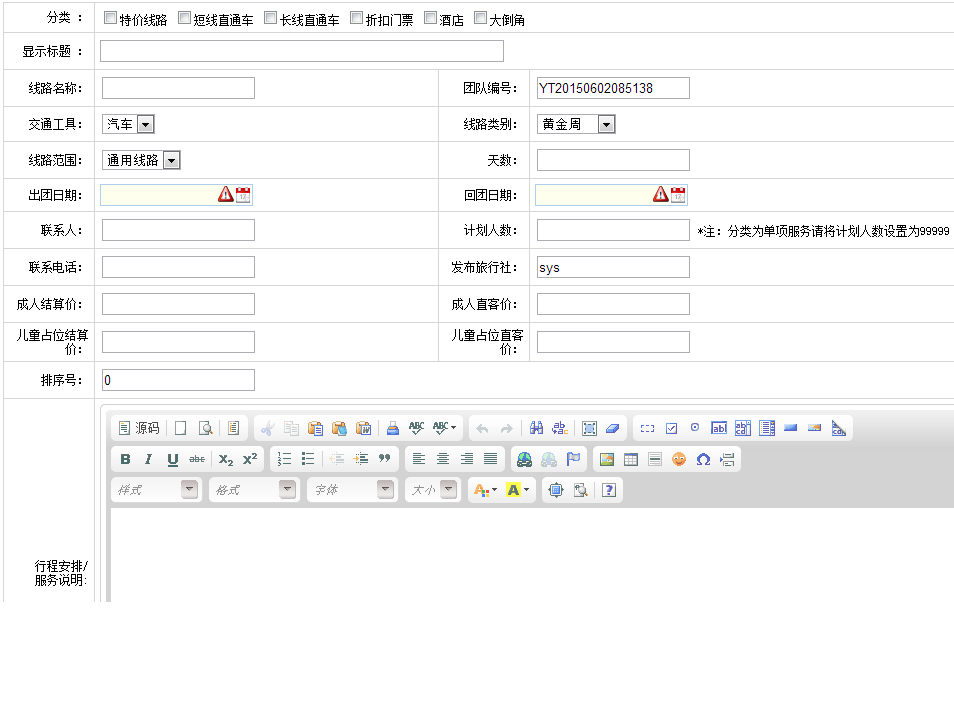 分类 : 特价线路 短线直通车 长线直通车 折扣门票 酒店 大倒角
显示标题 :
线路名称: 团队编号: YT20150602085138
交通工具: 汽车 线路类别: 黄金周
线路范围: 通用线路 天数:
出团日期: 回团日期:
联系人: 计划人数: *注: 分类为单项服务请将计划人数设置为99999
联系电话: 发布旅行社: sys
成人结算价: 成人直客价:
儿童占位结算 儿童占位直客
价: 价:
排序号: 0
源码 ABC ABC
B I U abc X₂ X²
样式 格式 字体 大小 A A ?
行程安排/
服务说明: